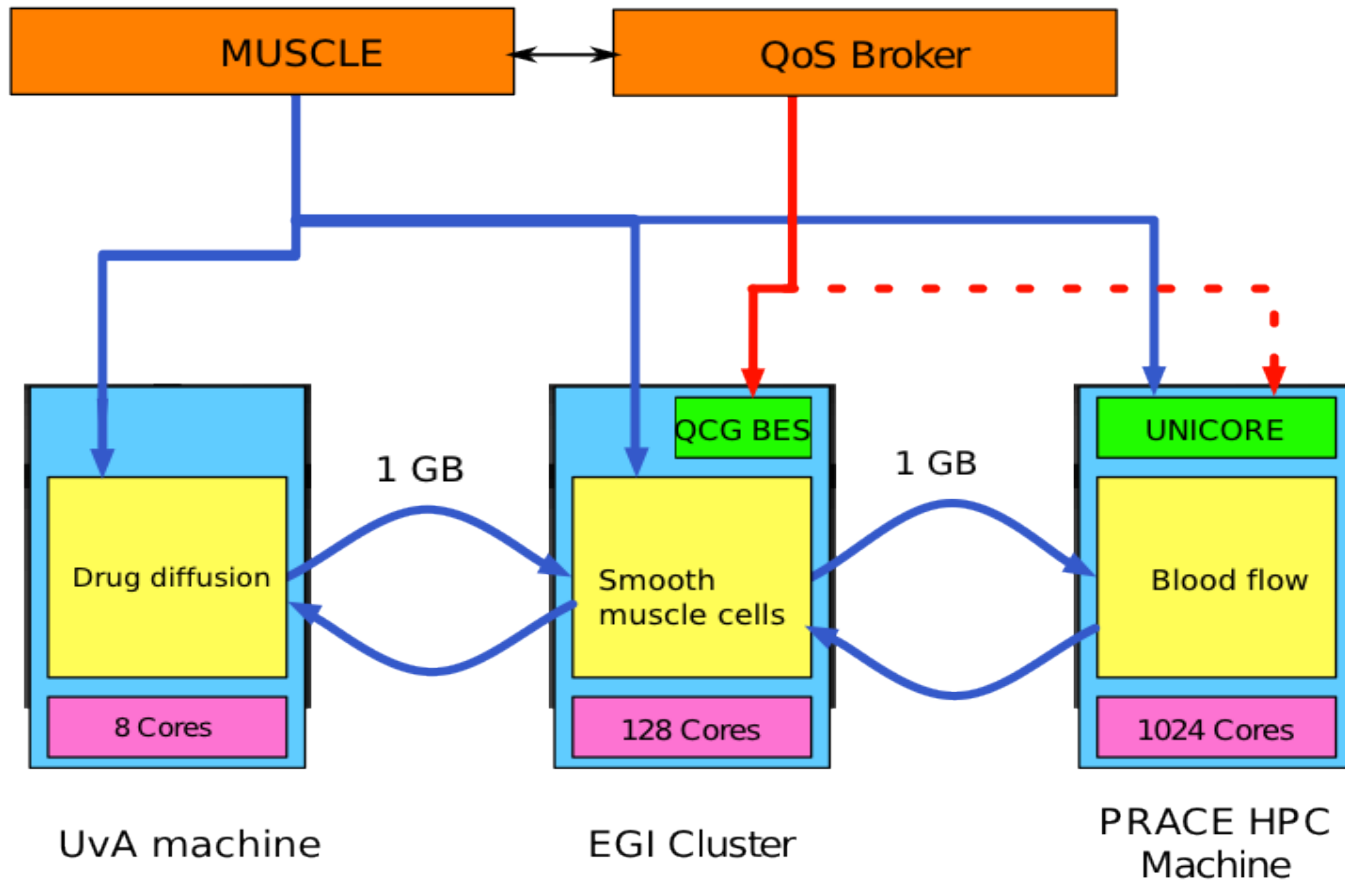 MUSCLE
QoS Broker
QCG BES
UNICORE
1 GB
1 GB
Drug diffusion
Smooth
muscle cells
Blood flow
8 Cores
128 Cores
1024 Cores
UvA machine
EGI Cluster
PRACE HPC
Machine